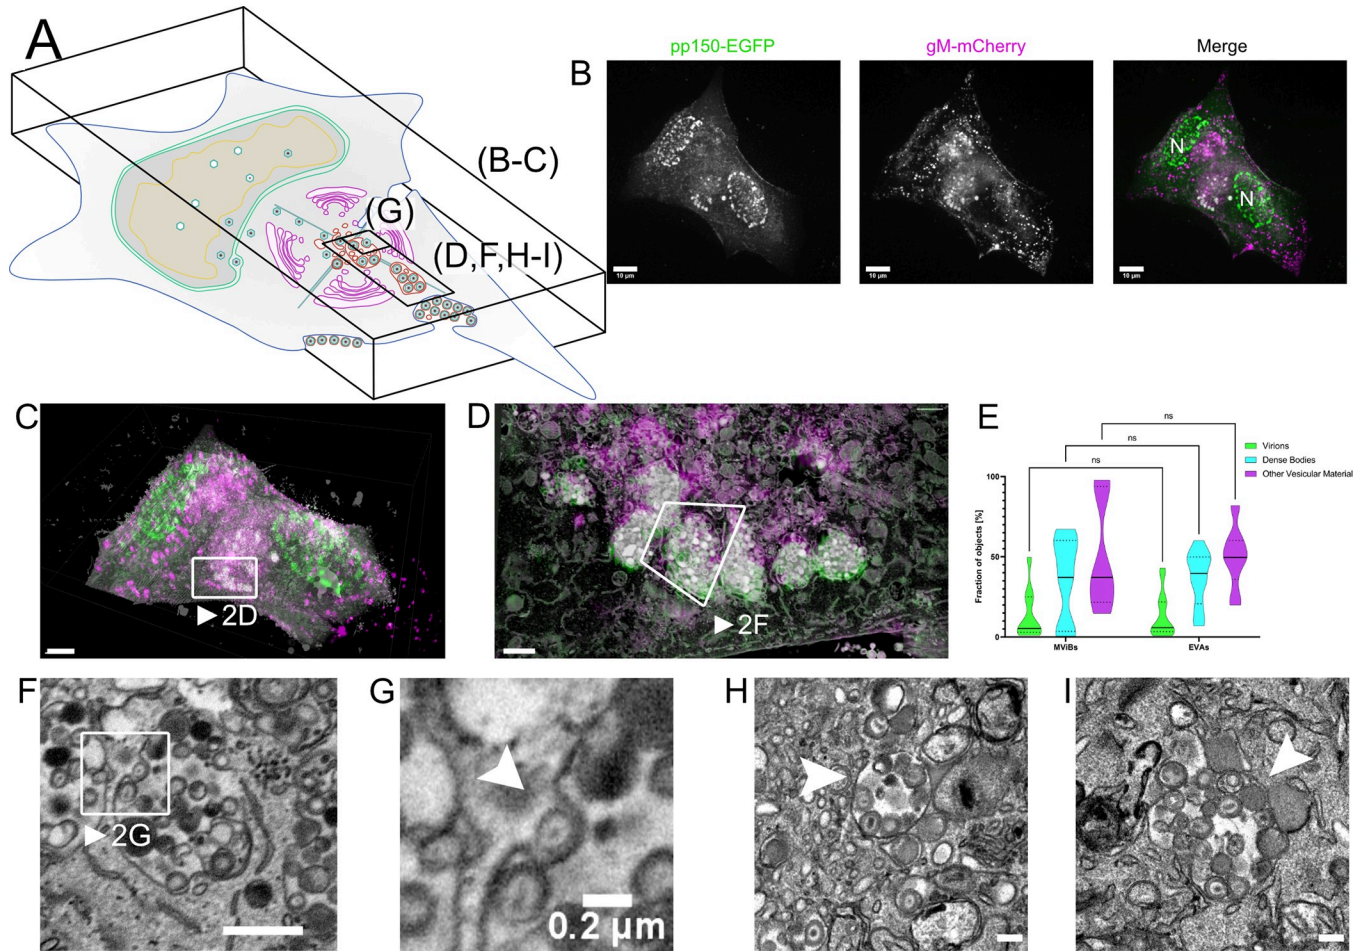 A
(B-C)
(G)
(D,F,H-I)
B
pp150-EGFP
gM-mCherry
Merge
N
N
10 µm
10 µm
10 µm
C
2D
D
2F
E
ns
ns
ns
Virions
Dense Bodies
Other Vesicular Material
Fraction of objects [%]
100
50
0
MViBs
EVAs
F
2G
G
0.2 µm
H
I